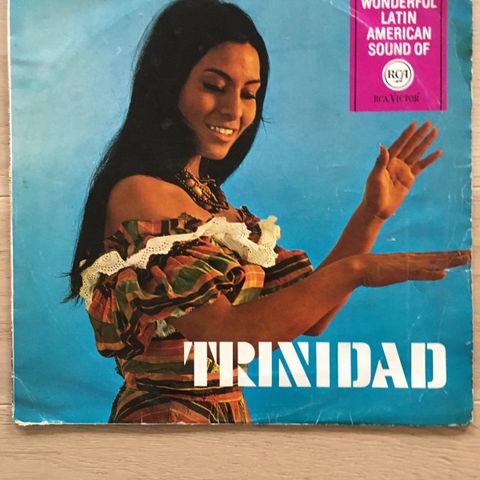 WONDERFUL
LATIN
AMERICAN
SOUND OF
RCA
RCA VICTOR
TRINIDAD